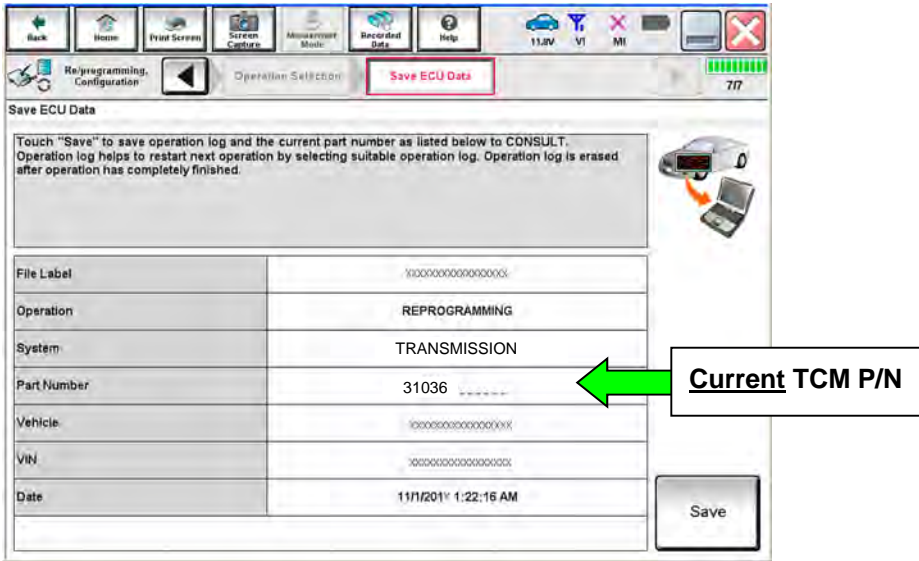 Back Home Print Screen Screen Capture Measurement Mode Recorded Data Help 11.8V VI MI
Re/programming, Configuration Operation Selection Save ECU Data 7/7
Save ECU Data
Touch "Save" to save operation log and the current part number as listed below to CONSULT.
Operation log helps to restart next operation by selecting suitable operation log. Operation log is erased
after operation has completely finished.
File Label
Operation REPROGRAMMING
System TRANSMISSION
Part Number 31036 ______
Current TCM P/N
Vehicle
VIN
Date 1:22:16 AM
Save